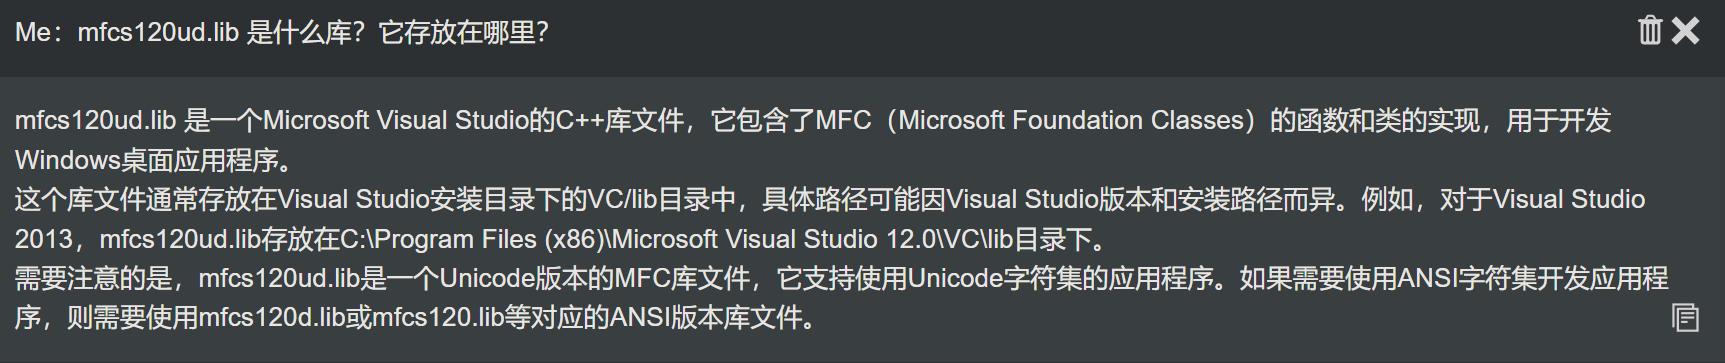 Me：mfcs120ud.lib 是什么库？它存放在哪里？
mfcs120ud.lib 是一个Microsoft Visual Studio的C++库文件，它包含了MFC（Microsoft Foundation Classes）的函数和类的实现，用于开发
Windows桌面应用程序。
这个库文件通常存放在Visual Studio安装目录下的VC/lib目录中，具体路径可能因Visual Studio版本和安装路径而异。例如，对于Visual Studio
2013，mfcs120ud.lib存放在C:\Program Files (x86)\Microsoft Visual Studio 12.0\VC\lib目录下。
需要注意的是，mfcs120ud.lib是一个Unicode版本的MFC库文件，它支持使用Unicode字符集的应用程序。如果需要使用ANSI字符集开发应用程
序，则需要使用mfcs120d.lib或mfcs120.lib等对应的ANSI版本库文件。